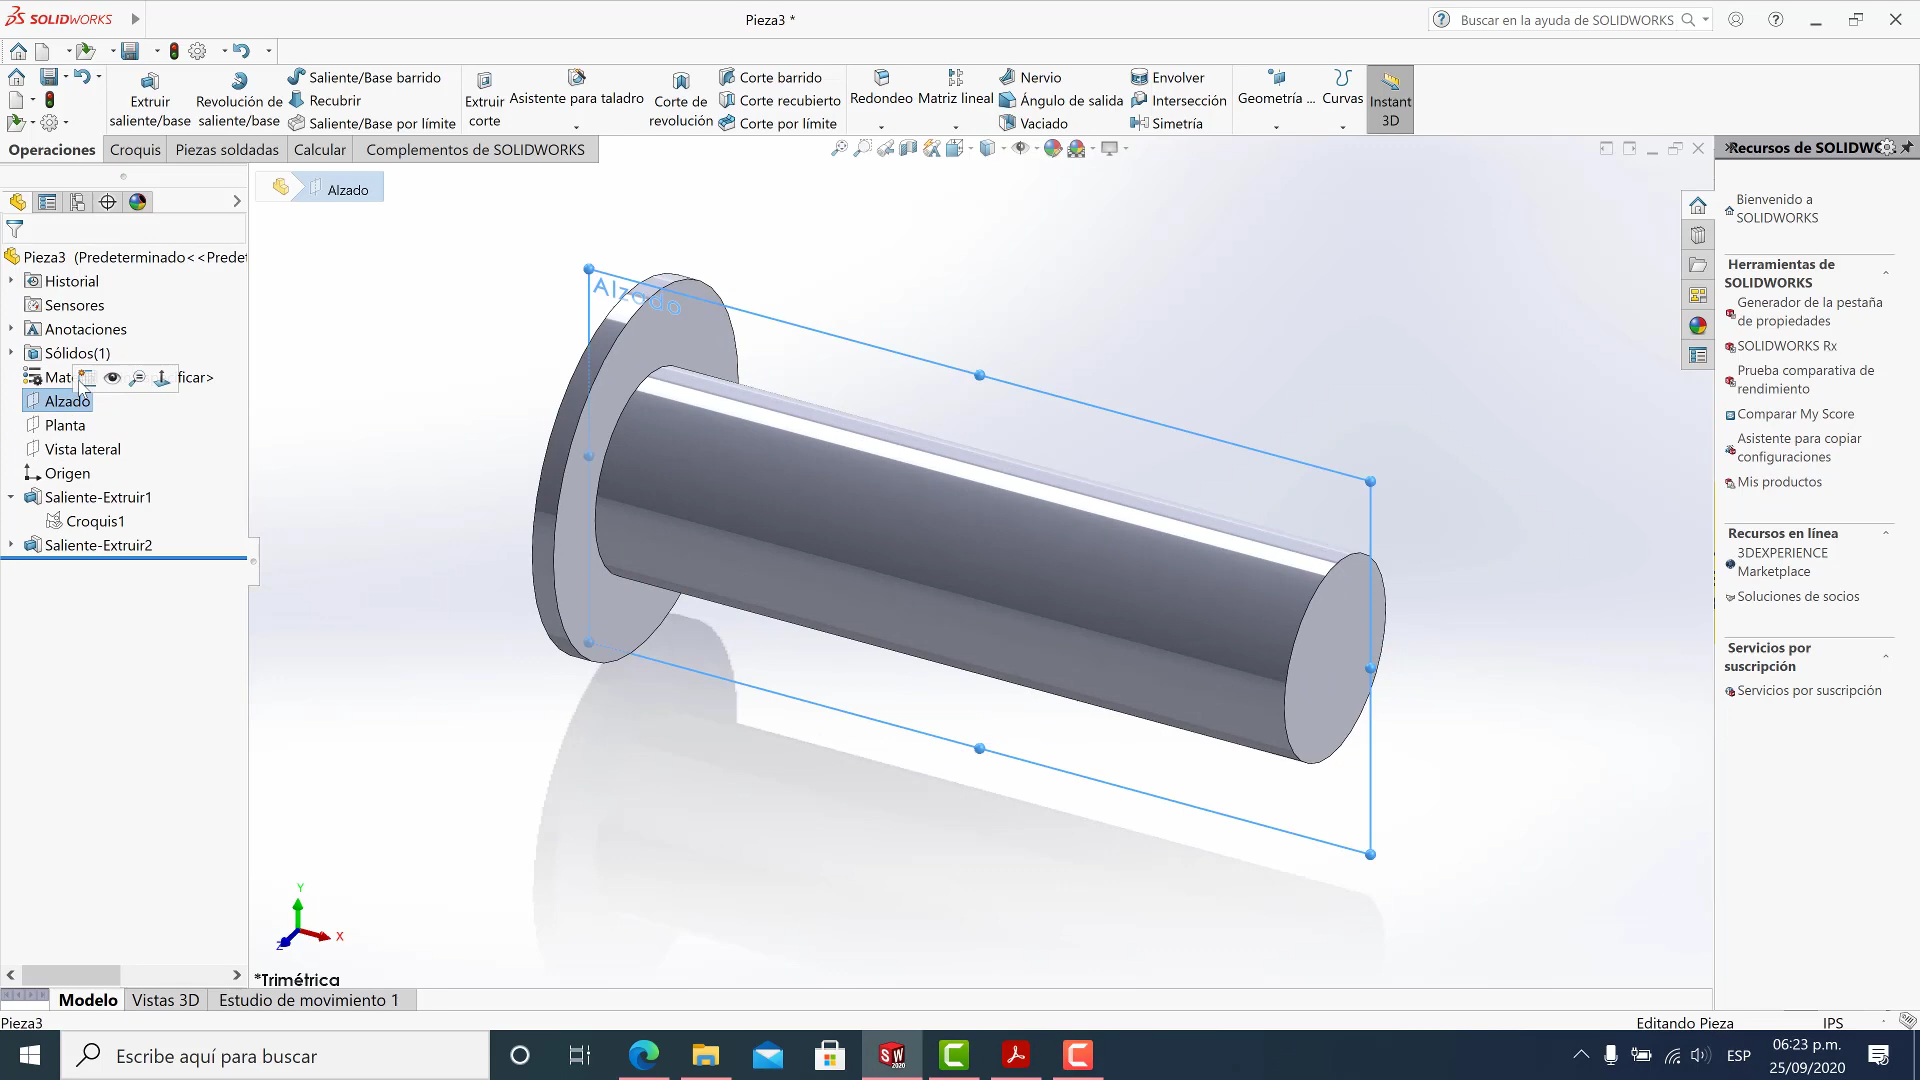 SOLIDWORKS
Pieza3 *
Buscar en la ayuda de SOLIDWORKS
Extruir
saliente/base
Revolución de
saliente/base
Saliente/Base barrido
Recubrir
Saliente/Base por límite
Extruir
corte
Asistente para taladro
Corte de
revolución
Corte barrido
Corte recubierto
Corte por límite
Redondeo
Matriz lineal
Nervio
Ángulo de salida
Vaciado
Envolver
Intersección
Simetría
Geometría ...
Curvas
Instant
3D
Operaciones
Croquis
Piezas soldadas
Calcular
Complementos de SOLIDWORKS
Alzado
Pieza3 (Predeterminado<<Predet
Historial
Sensores
Anotaciones
Sólidos(1)
Mat
ficar>
Alzado
Planta
Vista lateral
Origen
Saliente-Extruir1
Croquis1
Saliente-Extruir2
Alzado
Y
X
Z
*Trimétrica
Recursos de SOLIDWO
Bienvenido a
SOLIDWORKS
Herramientas de
SOLIDWORKS
Generador de la pestaña
de propiedades
SOLIDWORKS Rx
Prueba comparativa de
rendimiento
Comparar My Score
Asistente para copiar
configuraciones
Mis productos
Recursos en línea
3DEXPERIENCE
Marketplace
Soluciones de socios
Servicios por
suscripción
Servicios por suscripción
Modelo
Vistas 3D
Estudio de movimiento 1
Pieza3
Editando Pieza
IPS
Escribe aquí para buscar
SW
2020
ESP
06:23 p.m.
25/09/2020